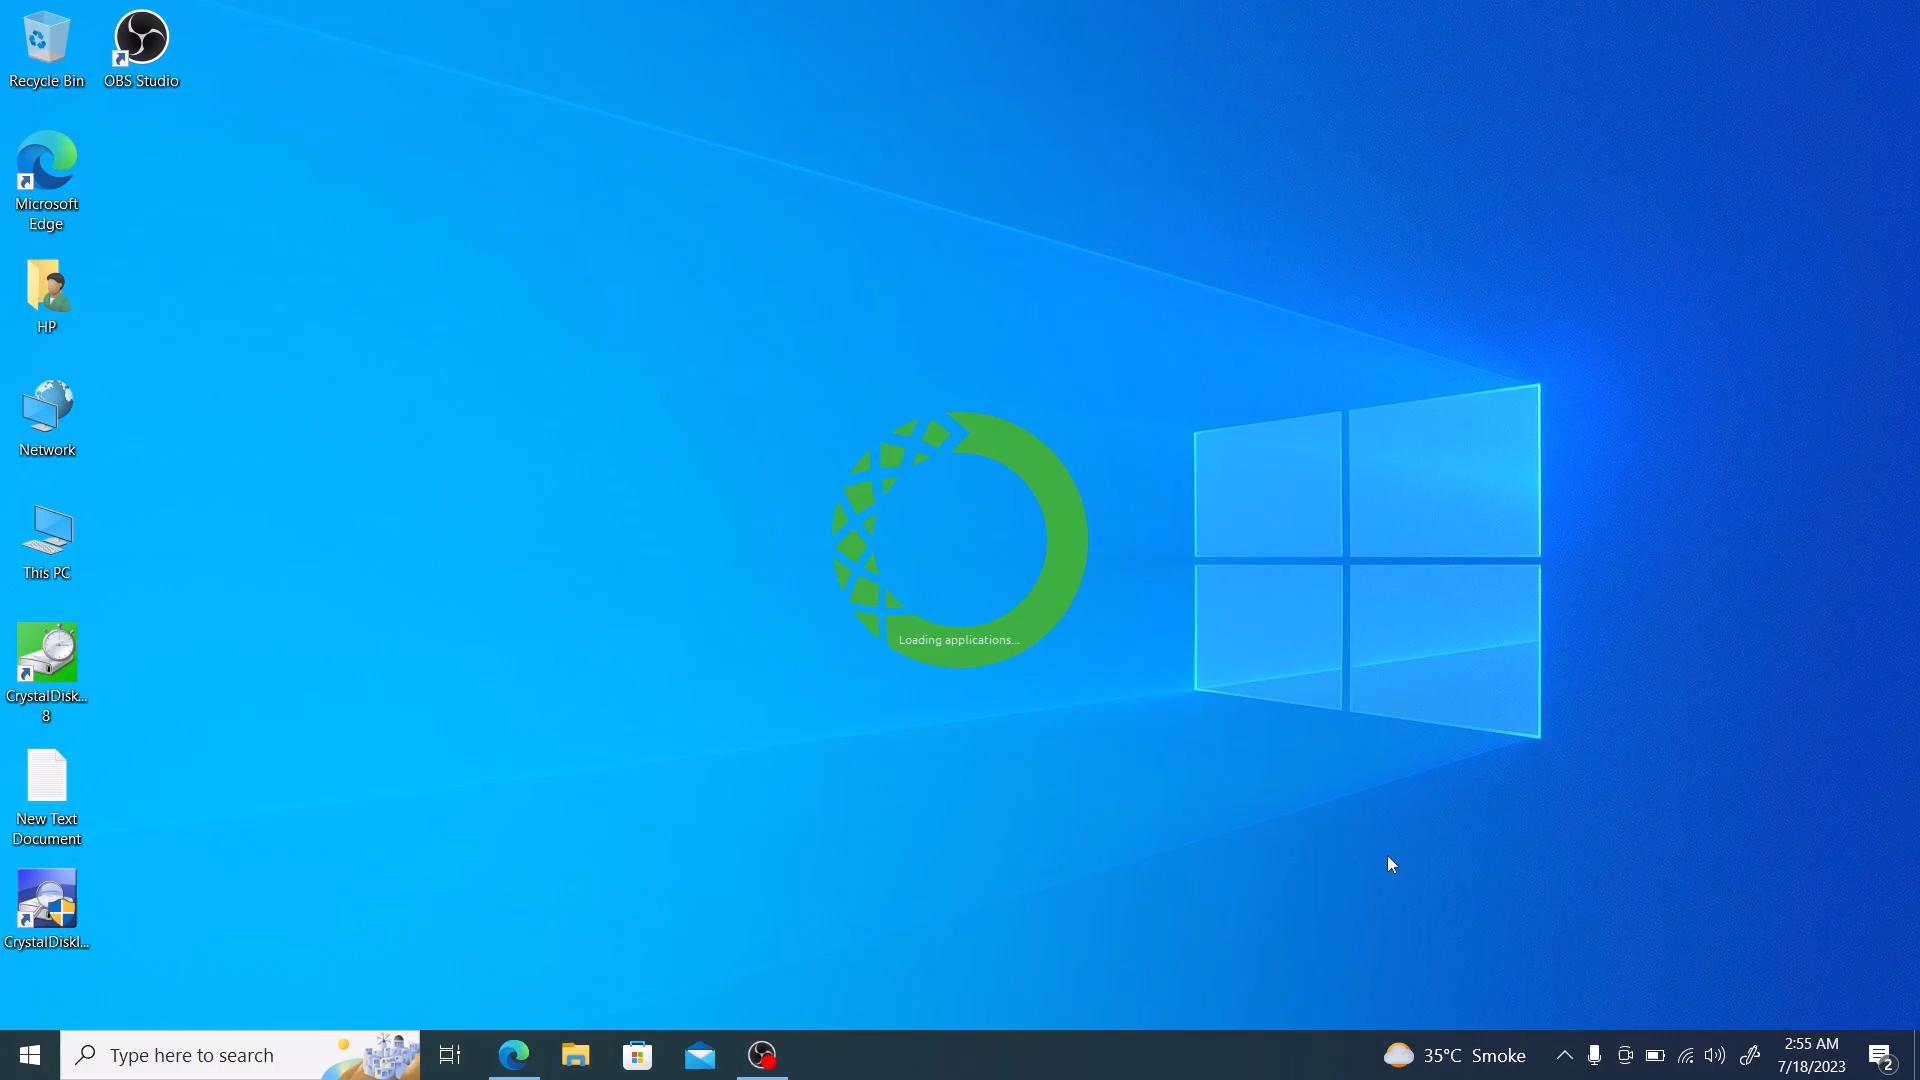 Recycle Bin
OBS Studio
Microsoft
Edge
HP
Network
This PC
CrystalDisk...
8
New Text
Document
CrystalDiskI...
Loading applications...
Type here to search
35°C Smoke
2:55 AM
7/18/2023
2